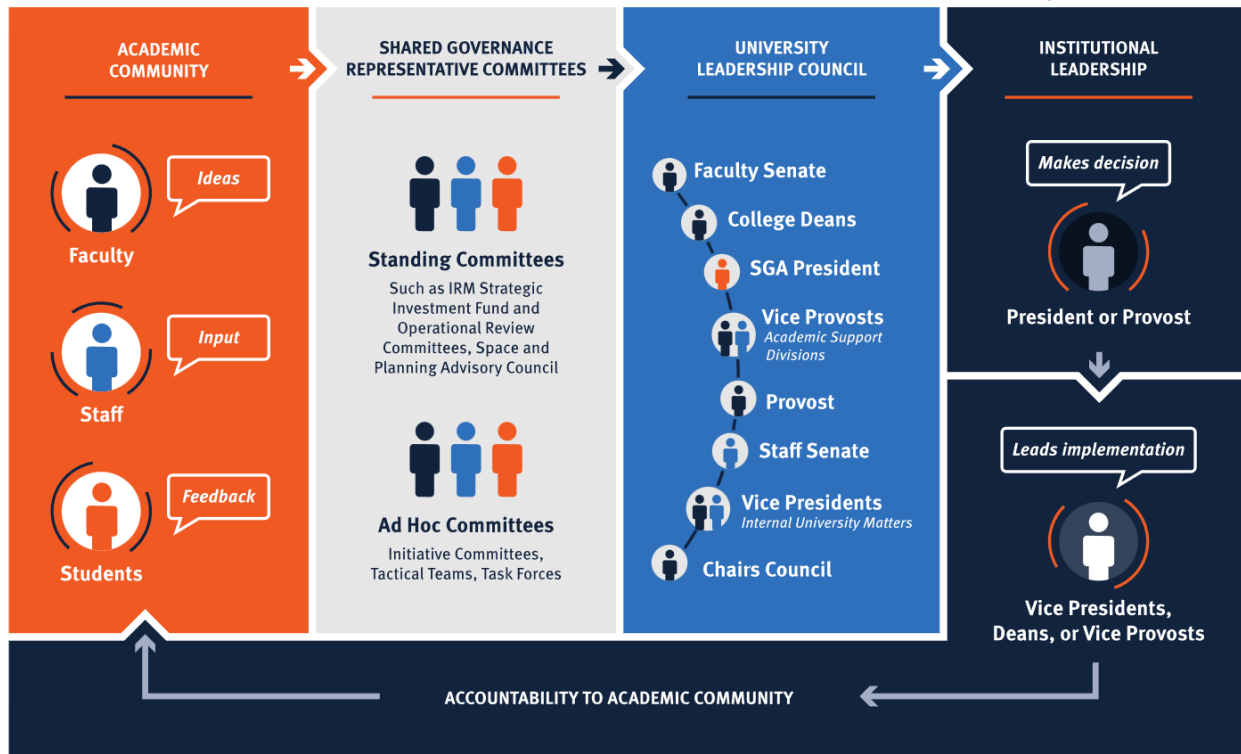 ACADEMIC
COMMUNITY
Ideas
Faculty
Input
Staff
Feedback
Students
SHARED GOVERNANCE
REPRESENTATIVE COMMITTEES
Standing Committees
Such as IRM Strategic
Investment Fund and
Operational Review
Committees, Space and
Planning Advisory Council
Ad Hoc Committees
Initiative Committees,
Tactical Teams, Task Forces
UNIVERSITY
LEADERSHIP COUNCIL
Faculty Senate
College Deans
SGA President
Vice Provosts
Academic Support
Divisions
Provost
Staff Senate
Vice Presidents
Internal University Matters
Chairs Council
INSTITUTIONAL
LEADERSHIP
Makes decision
President or Provost
Leads implementation
Vice Presidents,
Deans, or Vice Provosts
ACCOUNTABILITY TO ACADEMIC COMMUNITY